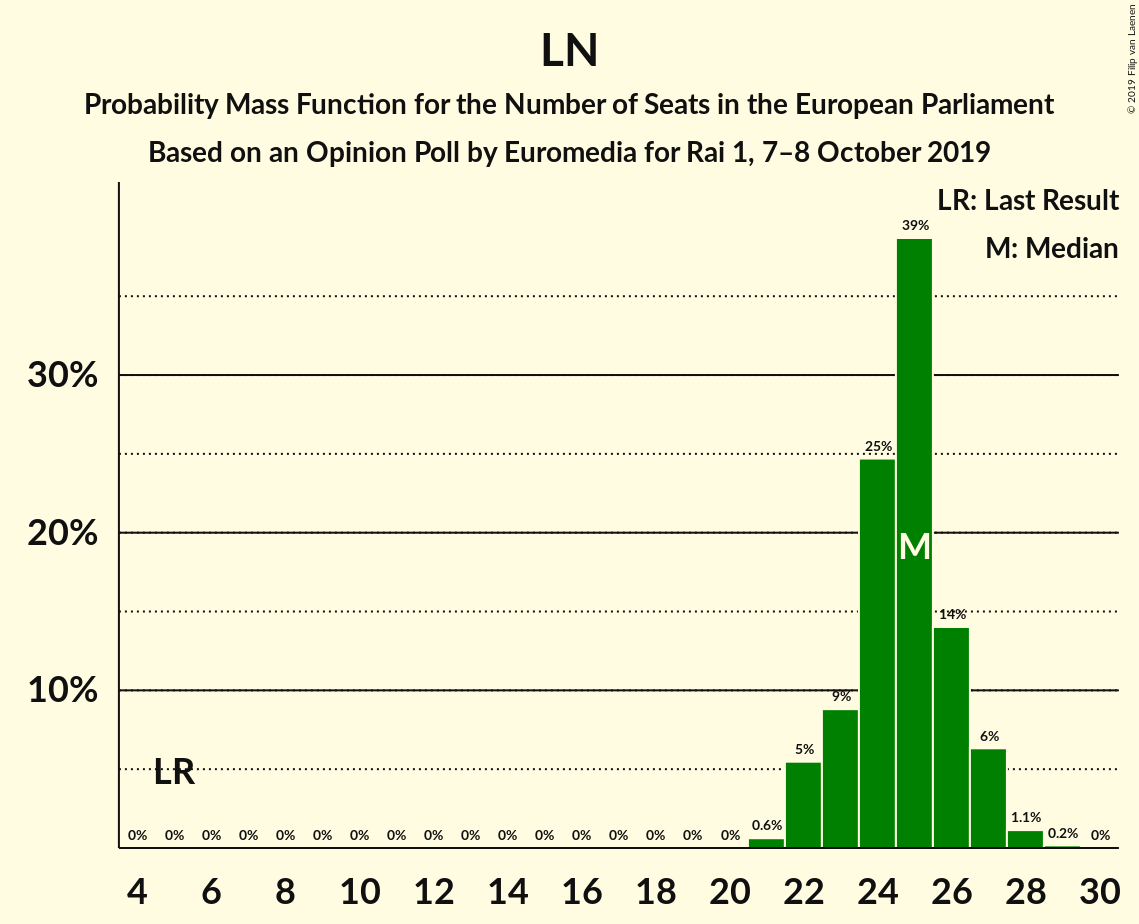 LN
Probability Mass Function for the Number of Seats in the European Parliament
Based on an Opinion Poll by Euromedia for Rai 1, 7–8 October 2019
© 2019 Filip van Laenen
LR: Last Result
M: Median
39%
30%
25%
20%
M
14%
10%
9%
6%
5%
LR
0% 0% 0% 0% 0% 0% 0% 0% 0% 0% 0% 0% 0% 0% 0% 0% 0% 0.6% 1.1% 0.2% 0%
4 6 8 10 12 14 16 18 20 22 24 26 28 30